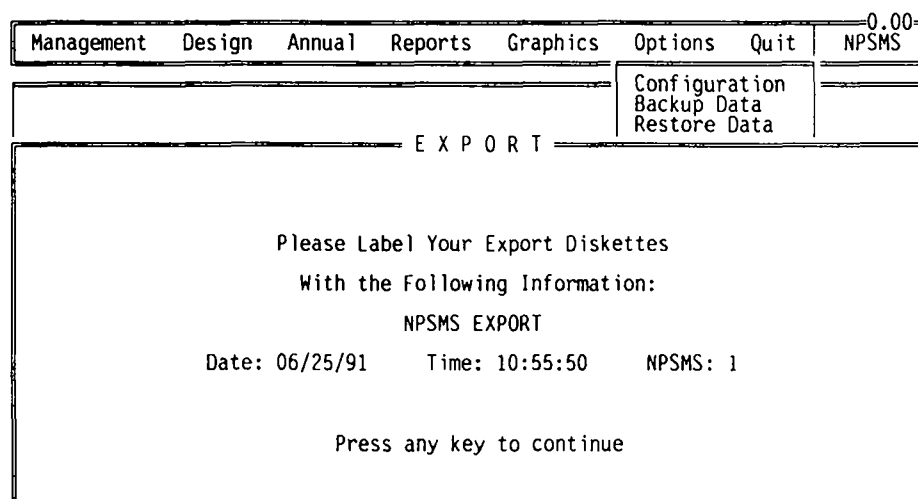 0.00
Management Design Annual Reports Graphics Options Quit NPSMS
Configuration
Backup Data
Restore Data
E X P O R T
Please Label Your Export Diskettes
With the Following Information:
NPSMS EXPORT
Date: 06/25/91 Time: 10:55:50 NPSMS: 1
Press any key to continue